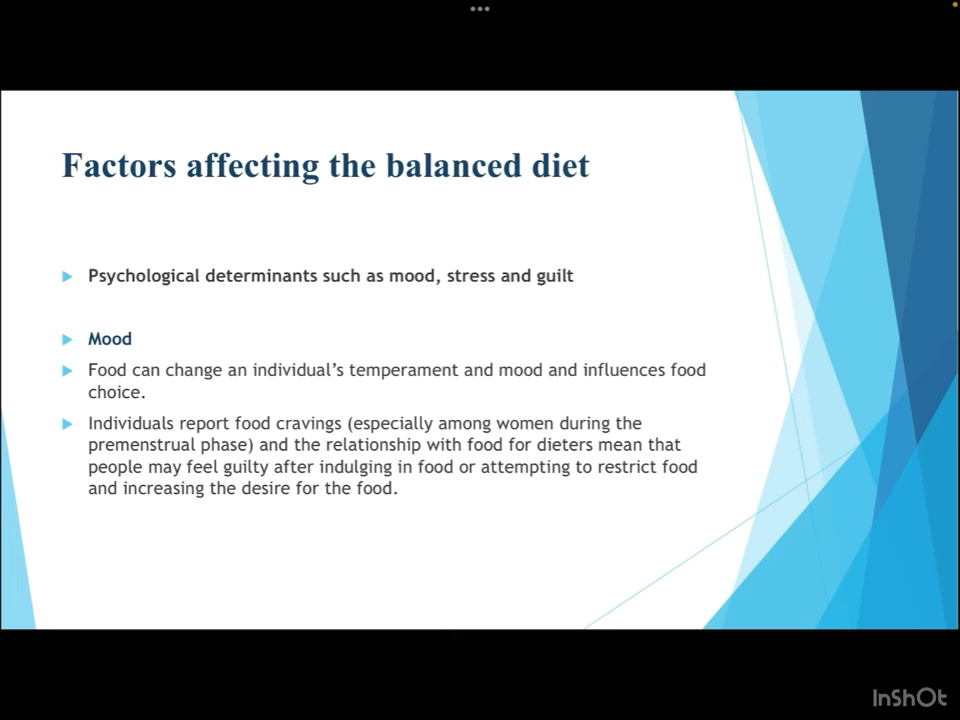 Factors affecting the balanced diet
Psychological determinants such as mood, stress and guilt
Mood
Food can change an individual’s temperament and mood and influences food
choice.
Individuals report food cravings (especially among women during the
premenstrual phase) and the relationship with food for dieters mean that
people may feel guilty after indulging in food or attempting to restrict food
and increasing the desire for the food.
InShOt